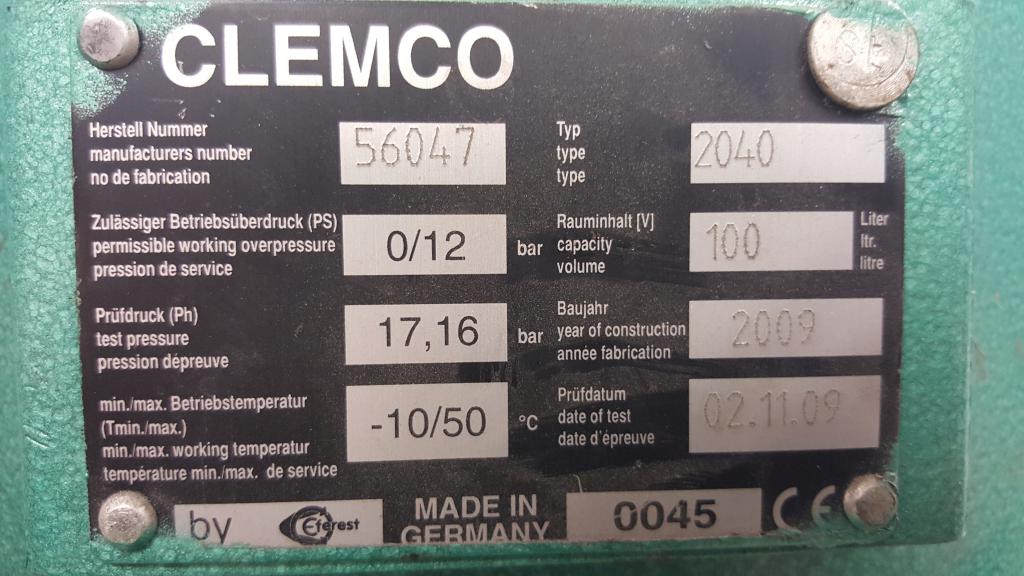 CLEMCO
Herstell Nummer
manufacturers number
no de fabrication
56047
Typ
type
type
2040
Zulässiger Betriebsüberdruck (PS)
permissible working overpressure
pression de service
0/12
bar
Rauminhalt [V]
capacity
volume
100
Liter
ltr.
litre
Prüfdruck (Ph)
test pressure
pression dépreuve
17,16
bar
Baujahr
year of construction
année fabrication
2009
min./max. Betriebstemperatur
(Tmin./max.)
min./max. working temperatur
température min./max. de service
-10/50
°C
Prüfdatum
date of test
date d'épreuve
02.11.09
by
Eferest
MADE IN
GERMANY
0045
CE